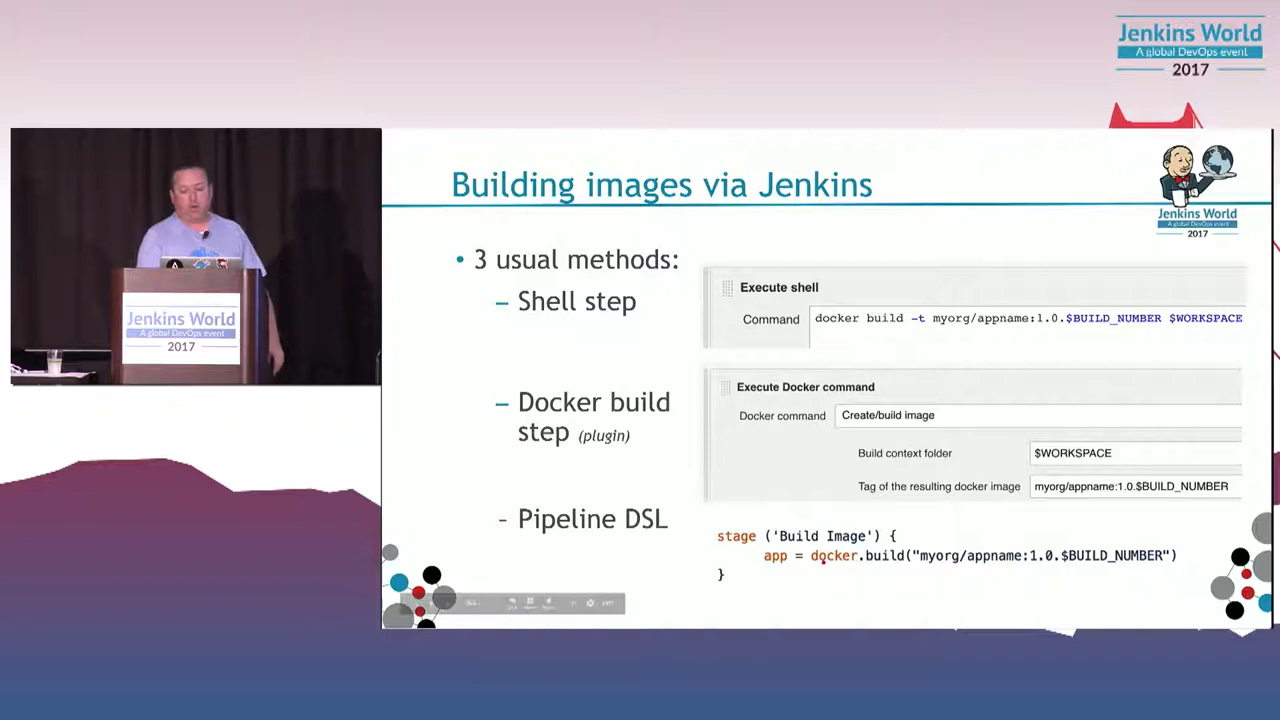 Jenkins World
A global DevOps event
2017
Building images via Jenkins
Jenkins World
A global DevOps event
2017
• 3 usual methods:
– Shell step
Execute shell
Command
docker build -t myorg/appname:1.0.$BUILD_NUMBER $WORKSPACE
– Docker build
step (plugin)
Execute Docker command
Docker command
Create/build image
Build context folder
$WORKSPACE
Tag of the resulting docker image
myorg/appname:1.0.$BUILD_NUMBER
- Pipeline DSL
stage ('Build Image') {
app = docker.build("myorg/appname:1.0.$BUILD_NUMBER")
}
Jenkins World
A global DevOps event
2017